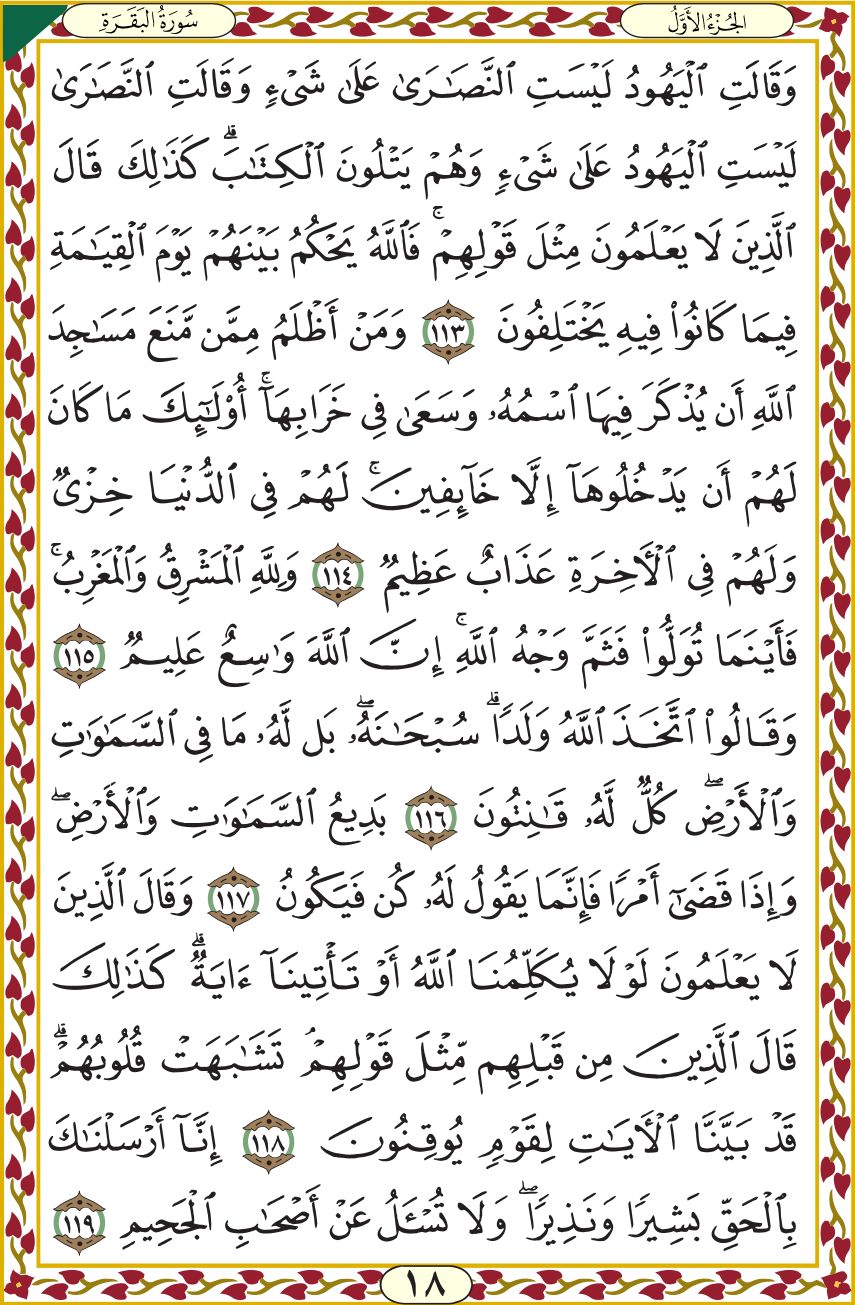 الجُزْءُ الأَوَّلُ
سُورَةُ البَقَرَةِ
وَقَالَتِ ٱلْيَهُودُ لَيْسَتِ ٱلنَّصَـٰرَىٰ عَلَىٰ شَىْءٍ وَقَالَتِ ٱلنَّصَـٰرَىٰ
لَيْسَتِ ٱلْيَهُودُ عَلَىٰ شَىْءٍ وَهُمْ يَتْلُونَ ٱلْكِتَـٰبَ ۗ كَذَٰلِكَ قَالَ
ٱلَّذِينَ لَا يَعْلَمُونَ مِثْلَ قَوْلِهِمْ ۚ فَٱللَّهُ يَحْكُمُ بَيْنَهُمْ يَوْمَ ٱلْقِيَـٰمَةِ
فِيمَا كَانُوا۟ فِيهِ يَخْتَلِفُونَ ١١٣ وَمَنْ أَظْلَمُ مِمَّن مَّنَعَ مَسَـٰجِدَ
ٱللَّهِ أَن يُذْكَرَ فِيهَا ٱسْمُهُۥ وَسَعَىٰ فِى خَرَابِهَآ ۚ أُو۟لَـٰٓئِكَ مَا كَانَ
لَهُمْ أَن يَدْخُلُوهَآ إِلَّا خَآئِفِينَ ۚ لَهُمْ فِى ٱلدُّنْيَا خِزْىٌ
وَلَهُمْ فِى ٱلْـَٔاخِرَةِ عَذَابٌ عَظِيمٌ ١١٤ وَلِلَّهِ ٱلْمَشْرِقُ وَٱلْمَغْرِبُ ۚ
فَأَيْنَمَا تُوَلُّوا۟ فَثَمَّ وَجْهُ ٱللَّهِ ۚ إِنَّ ٱللَّهَ وَٰسِعٌ عَلِيمٌ ١١٥
وَقَالُوا۟ ٱتَّخَذَ ٱللَّهُ وَلَدًا ۗ سُبْحَـٰنَهُۥ ۖ بَل لَّهُۥ مَا فِى ٱلسَّمَـٰوَٰتِ
وَٱلْأَرْضِ ۖ كُلٌّ لَّهُۥ قَـٰنِتُونَ ١١٦ بَدِيعُ ٱلسَّمَـٰوَٰتِ وَٱلْأَرْضِ ۖ
وَإِذَا قَضَىٰٓ أَمْرًا فَإِنَّمَا يَقُولُ لَهُۥ كُن فَيَكُونُ ١١٧ وَقَالَ ٱلَّذِينَ
لَا يَعْلَمُونَ لَوْلَا يُكَلِّمُنَا ٱللَّهُ أَوْ تَأْتِينَآ ءَايَةٌ ۗ كَذَٰلِكَ
قَالَ ٱلَّذِينَ مِن قَبْلِهِم مِّثْلَ قَوْلِهِمْ ۘ تَشَـٰبَهَتْ قُلُوبُهُمْ ۗ
قَدْ بَيَّنَّا ٱلْـَٔايَـٰتِ لِقَوْمٍ يُوقِنُونَ ١١٨ إِنَّآ أَرْسَلْنَـٰكَ
بِٱلْحَقِّ بَشِيرًا وَنَذِيرًا ۖ وَلَا تُسْـَٔلُ عَنْ أَصْحَـٰبِ ٱلْجَحِيمِ ١١٩
١٨